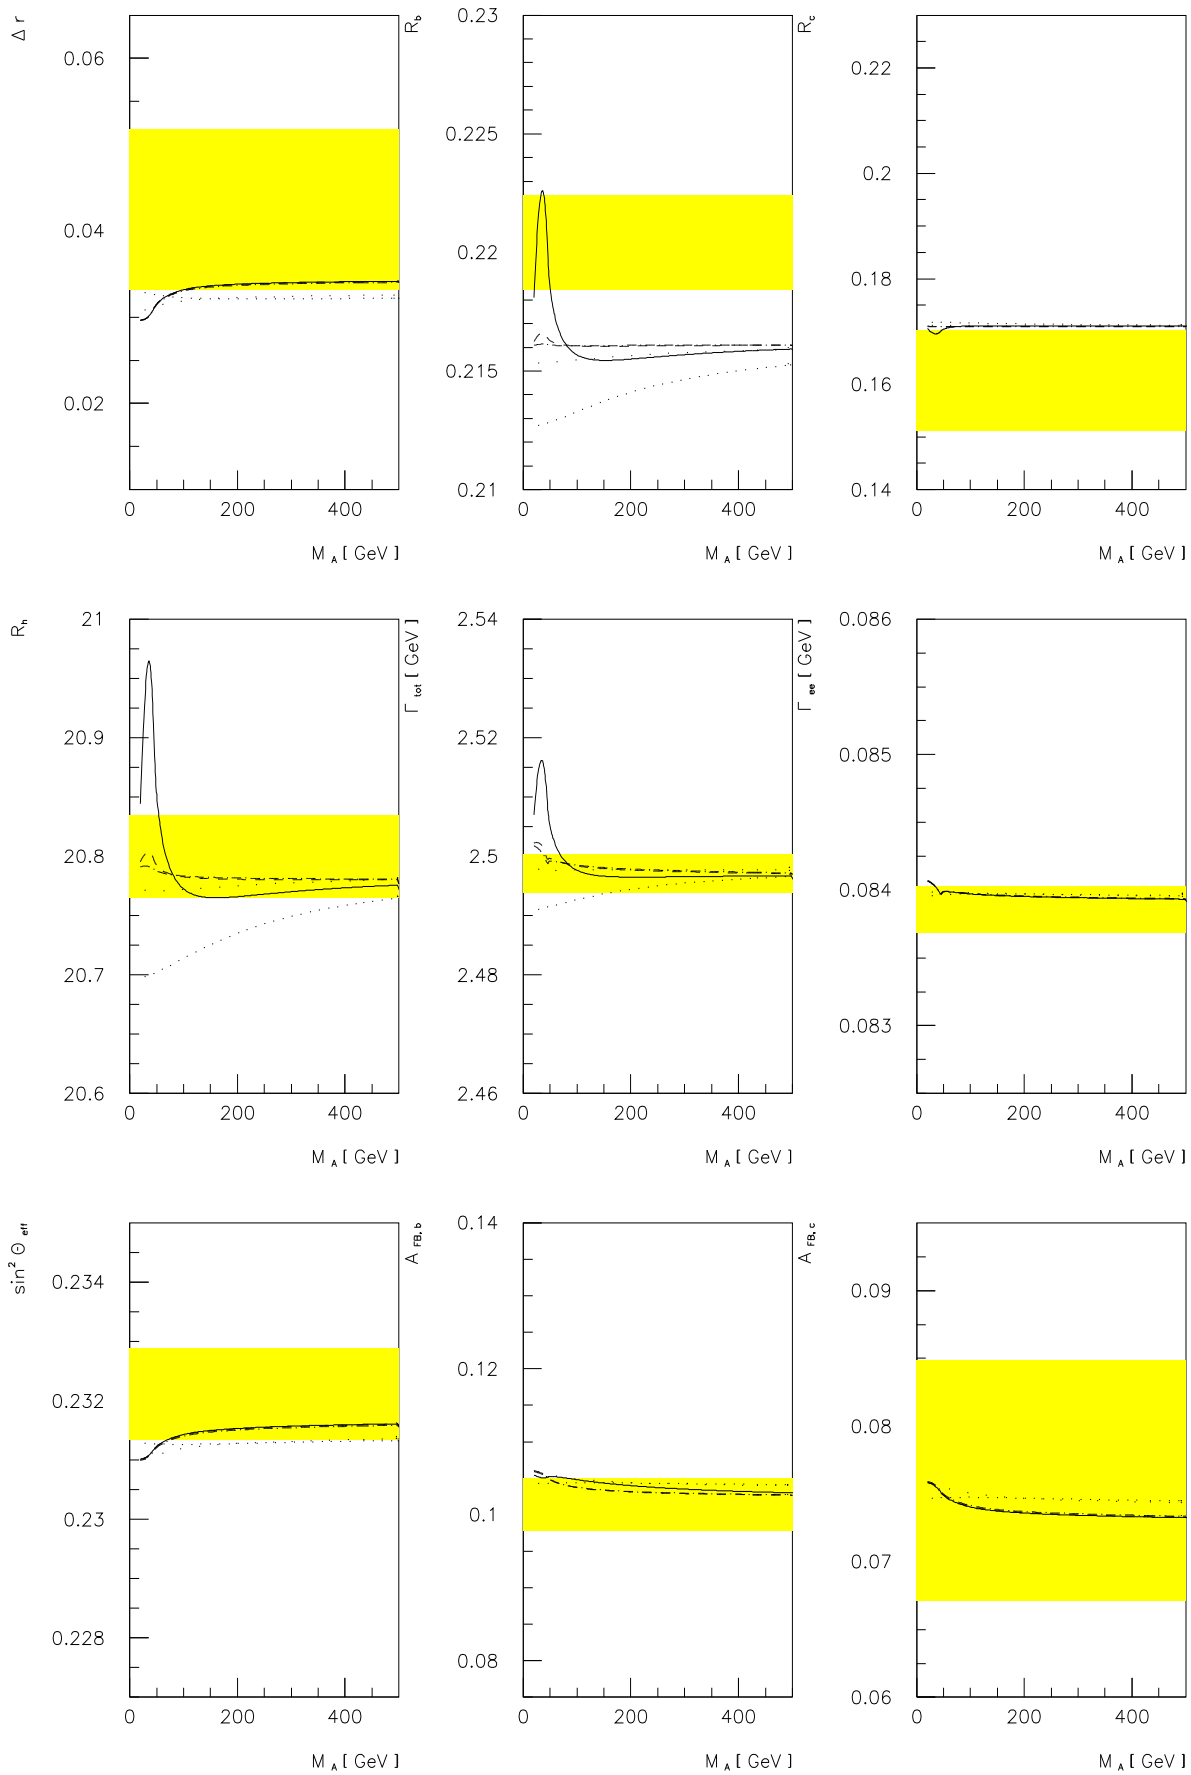 Δ r
0.06
0.04
0.02
0 200 400
M A [ GeV ]
R b
0.23
0.225
0.22
0.215
0.21
0 200 400
M A [ GeV ]
R c
0.22
0.2
0.18
0.16
0.14
0 200 400
M A [ GeV ]
R h
21
20.9
20.8
20.7
20.6
0 200 400
M A [ GeV ]
Γ tot [ GeV ]
2.54
2.52
2.5
2.48
2.46
0 200 400
M A [ GeV ]
Γ ee [ GeV ]
0.086
0.085
0.084
0.083
0 200 400
M A [ GeV ]
sin² Θ eff
0.234
0.232
0.23
0.228
0 200 400
M A [ GeV ]
A FB, b
0.14
0.12
0.1
0.08
0 200 400
M A [ GeV ]
A FB, c
0.09
0.08
0.07
0.06
0 200 400
M A [ GeV ]